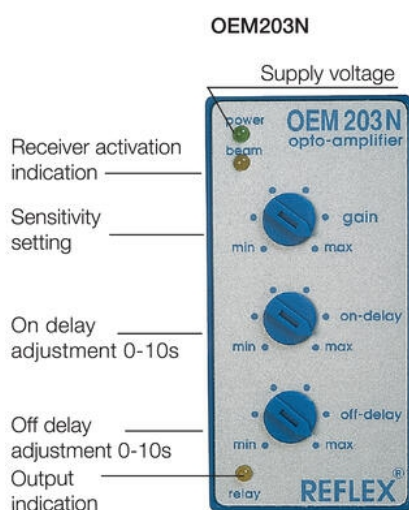 OEM203N
Supply voltage
power
OEM 203 N
opto-amplifier
beam
Receiver activation
indication
Sensitivity
setting
gain
min
max
On delay
adjustment 0-10s
on-delay
min
max
Off delay
adjustment 0-10s
off-delay
min
max
Output
indication
relay
REFLEX®